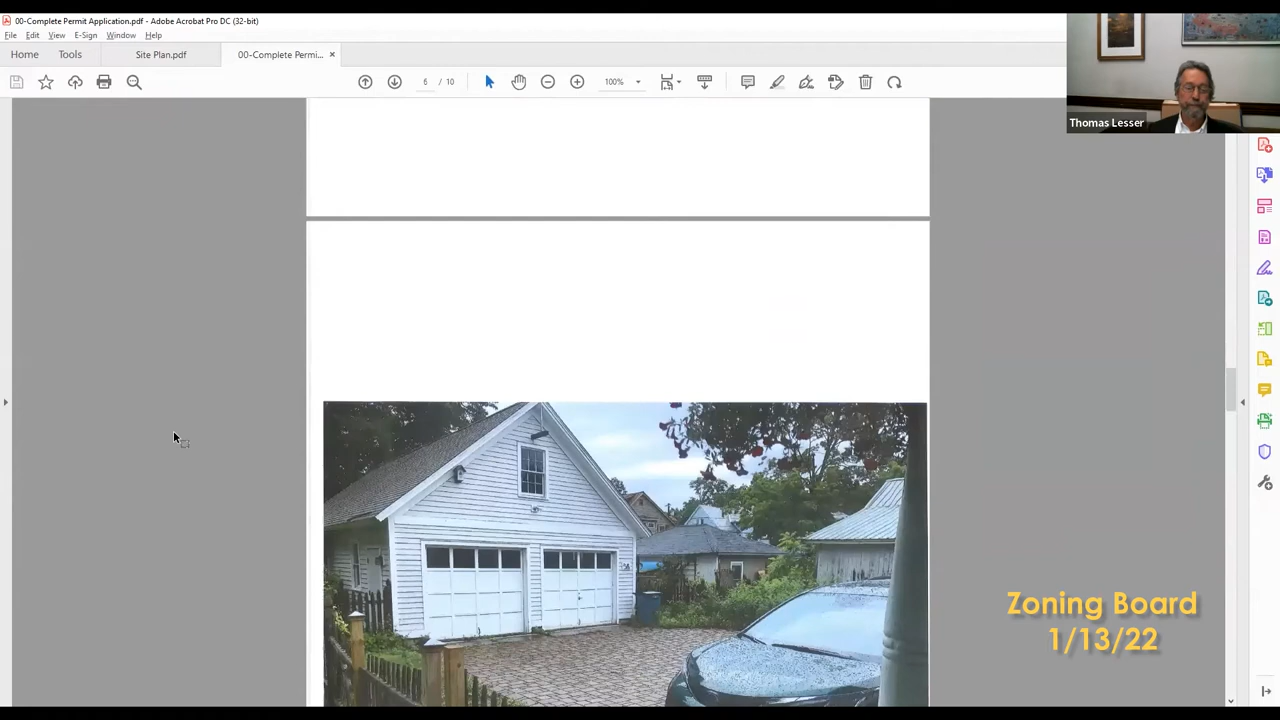 00-Complete Permit Application.pdf - Adobe Acrobat Pro DC (32-bit)
File Edit View E-Sign Window Help
Home Tools Site Plan.pdf 00-Complete Permi... ×
6 / 10 100%
Thomas Lesser
Zoning Board
1/13/22